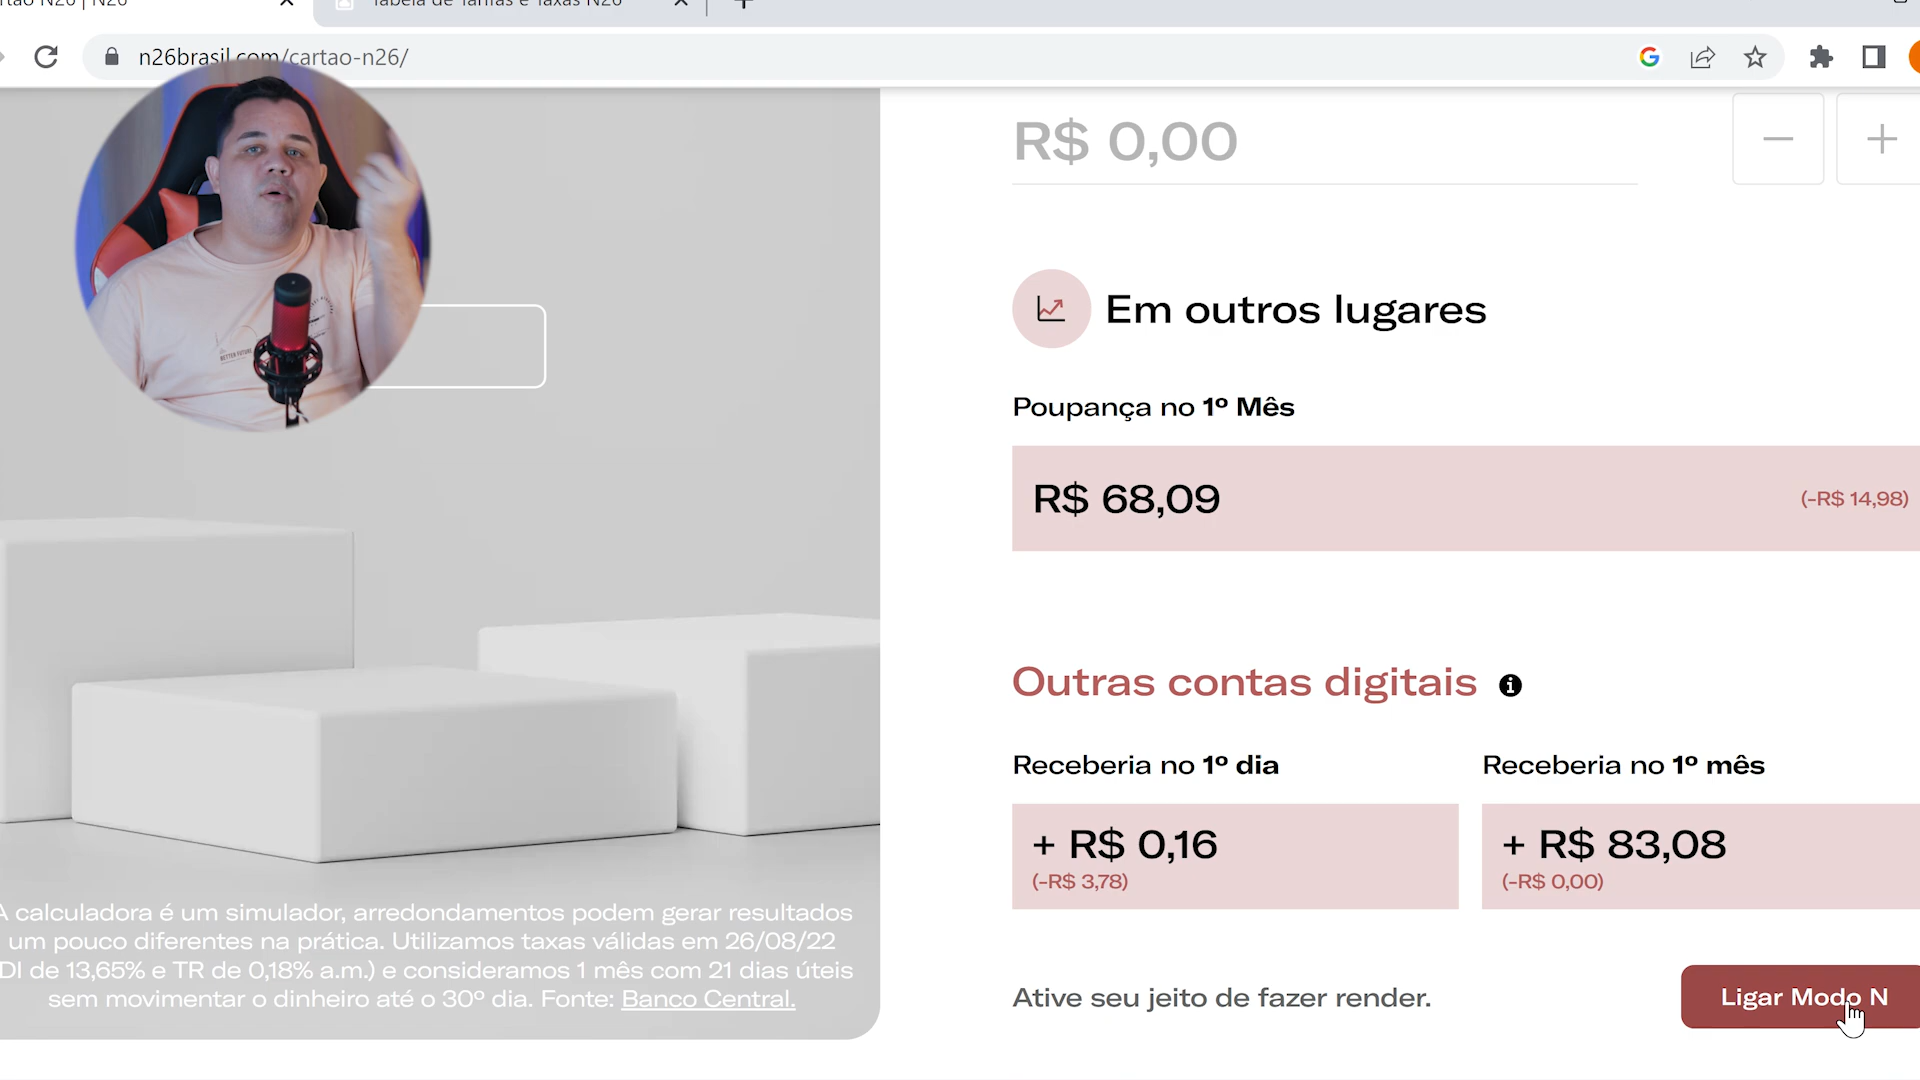 n26brasil.com/cartao-n26/
R$ 0,00
Em outros lugares
Poupança no 1º Mês
R$ 68,09
(-R$ 14,98)
Outras contas digitais
Receberia no 1º dia
Receberia no 1º mês
+ R$ 0,16
(-R$ 3,78)
+ R$ 83,08
(-R$ 0,00)
A calculadora é um simulador, arredondamentos podem gerar resultados
um pouco diferentes na prática. Utilizamos taxas válidas em 26/08/22
DI de 13,65% e TR de 0,18% a.m.) e consideramos 1 mês com 21 dias úteis
sem movimentar o dinheiro até o 30º dia. Fonte: Banco Central.
Ative seu jeito de fazer render.
Ligar Modo N